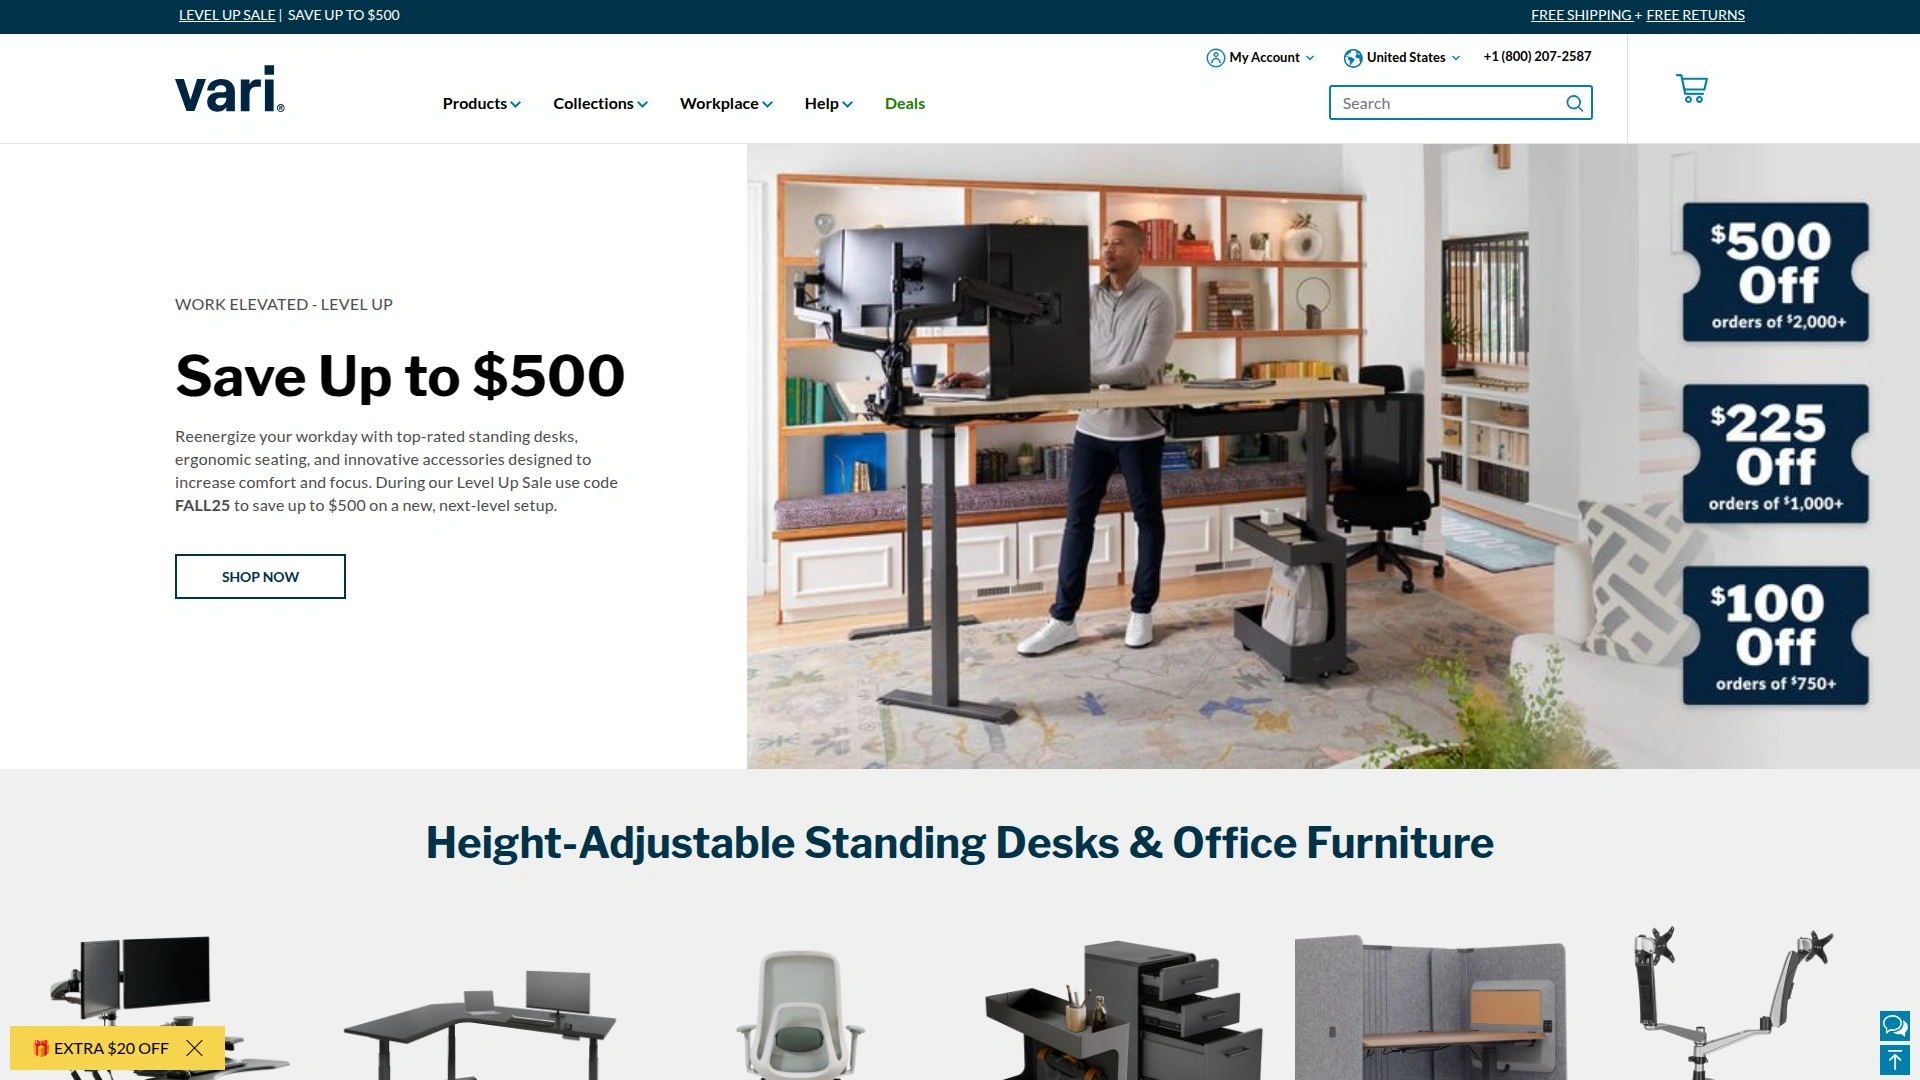 LEVEL UP SALE | SAVE UP TO $500
FREE SHIPPING + FREE RETURNS
My Account
United States
+1 (800) 207-2587
vari®
Products
Collections
Workplace
Help
Deals
Search
WORK ELEVATED - LEVEL UP
Save Up to $500
Reenergize your workday with top-rated standing desks,
ergonomic seating, and innovative accessories designed to
increase comfort and focus. During our Level Up Sale use code
FALL25 to save up to $500 on a new, next-level setup.
SHOP NOW
$500
Off
orders of $2,000+
$225
Off
orders of $1,000+
$100
Off
orders of $750+
Height-Adjustable Standing Desks & Office Furniture
🎁 EXTRA $20 OFF